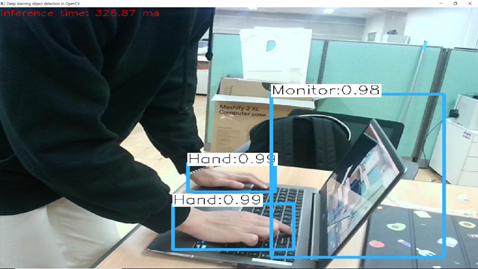 Deep learning object detection in OpenCV
Inference time: 328.87 ms
Monitor:0.98
Meshify 2 XL
Computer case
Hand:0.99
Hand:0.99